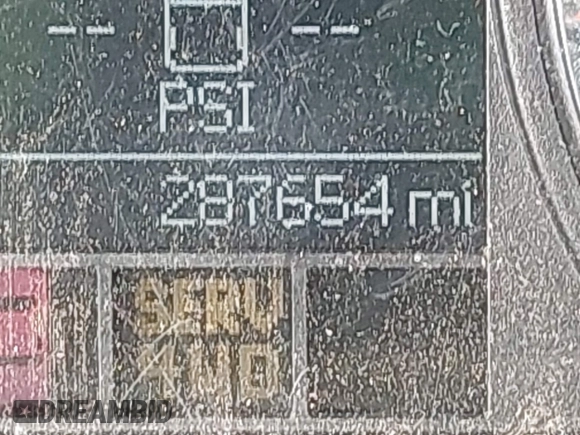 -- --
PSI
287654 mi
SERV
4WD
DREAMBID